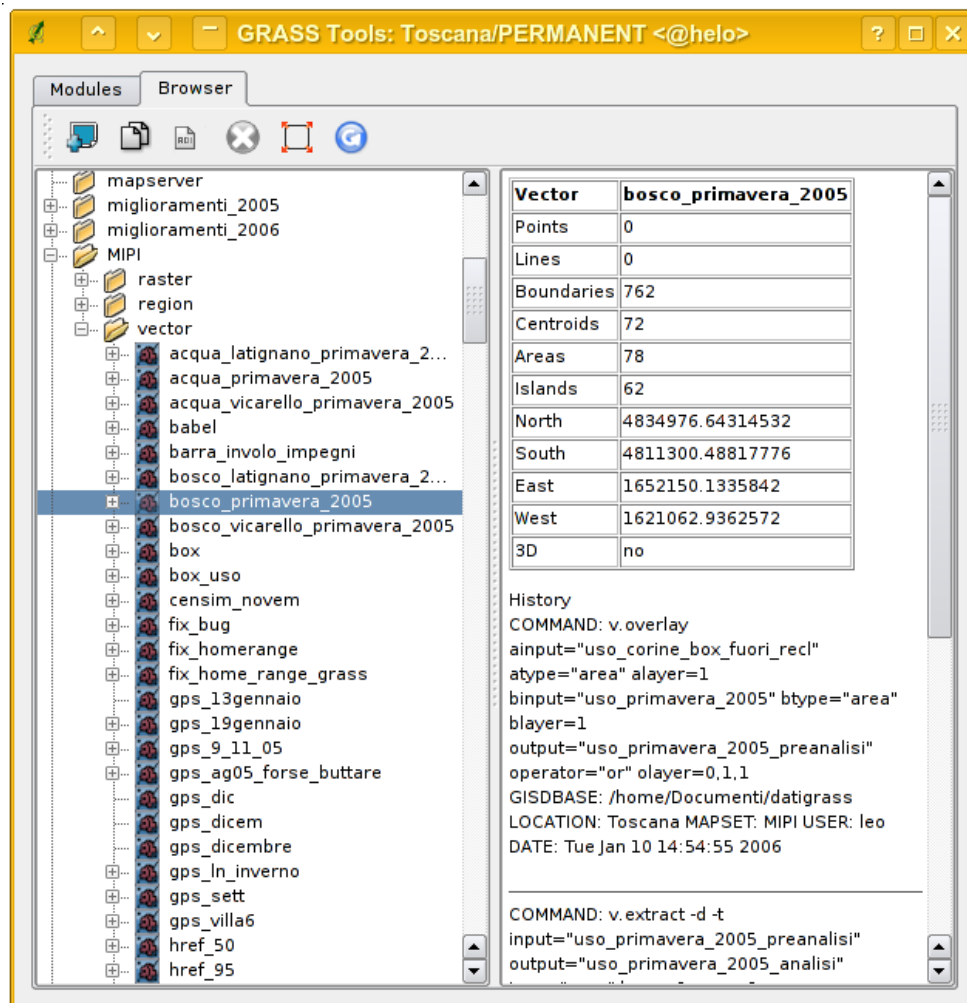 GRASS Tools: Toscana/PERMANENT <@helo>
Modules
Browser
mapserver
miglioramenti_2005
miglioramenti_2006
MIPI
raster
region
vector
acqua_latignano_primavera_2...
acqua_primavera_2005
acqua_vicarello_primavera_2005
babel
barra_involo_impegni
bosco_latignano_primavera_2...
bosco_primavera_2005
bosco_vicarello_primavera_2005
box
box_uso
censim_novem
fix_bug
fix_homerange
fix_home_range_grass
gps_13gennaio
gps_19gennaio
gps_9_11_05
gps_ag05_forse_buttare
gps_dic
gps_dicem
gps_dicembre
gps_ln_inverno
gps_sett
gps_villa6
href_50
href_95
Vector bosco_primavera_2005
Points 0
Lines 0
Boundaries 762
Centroids 72
Areas 78
Islands 62
North 4834976.64314532
South 4811300.48817776
East 1652150.1335842
West 1621062.9362572
3D no
History
COMMAND: v.overlay
ainput="uso_corine_box_fuori_recl"
atype="area" alayer=1
binput="uso_primavera_2005" btype="area"
blayer=1
output="uso_primavera_2005_preanalisi"
operator="or" olayer=0,1,1
GISDBASE: /home/Documenti/datigrass
LOCATION: Toscana MAPSET: MIPI USER: leo
DATE: Tue Jan 10 14:54:55 2006
COMMAND: v.extract -d -t
input="uso_primavera_2005_preanalisi"
output="uso_primavera_2005_analisi"